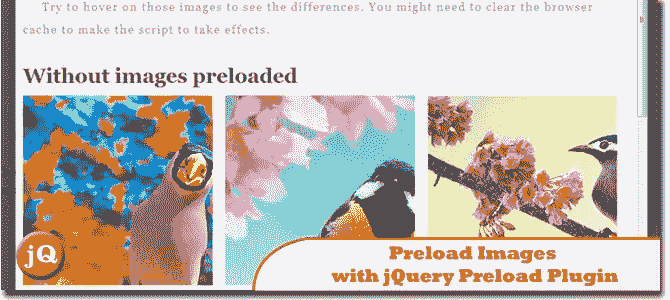 Try to hover on those images to see the differences. You might need to clear the browser
cache to make the script to take effects.
Without images preloaded
jQ
Preload Images
with jQuery Preload Plugin